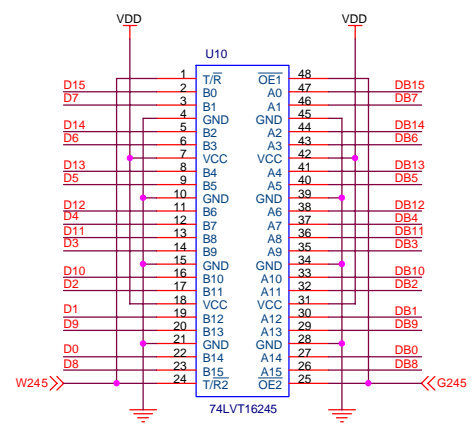 VDD VDD
U10
1 T/R OE1 48
D15 2 B0 A0 47 DB15
D7 3 B1 A1 46 DB7
4 GND GND 45
D14 5 B2 A2 44 DB14
D6 6 B3 A3 43 DB6
7 VCC VCC 42
D13 8 B4 A4 41 DB13
D5 9 B5 A5 40 DB5
10 GND GND 39
D12 11 B6 A6 38 DB12
D4 12 B7 A7 37 DB4
D11 13 B8 A8 36 DB11
D3 14 B9 A9 35 DB3
15 GND GND 34
D10 16 B10 A10 33 DB10
D2 17 B11 A11 32 DB2
18 VCC VCC 31
D1 19 B12 A12 30 DB1
D9 20 B13 A13 29 DB9
21 GND GND 28
D0 22 B14 A14 27 DB0
D8 23 B15 A15 26 DB8
W245 24 T/R2 OE2 25 G245
74LVT16245